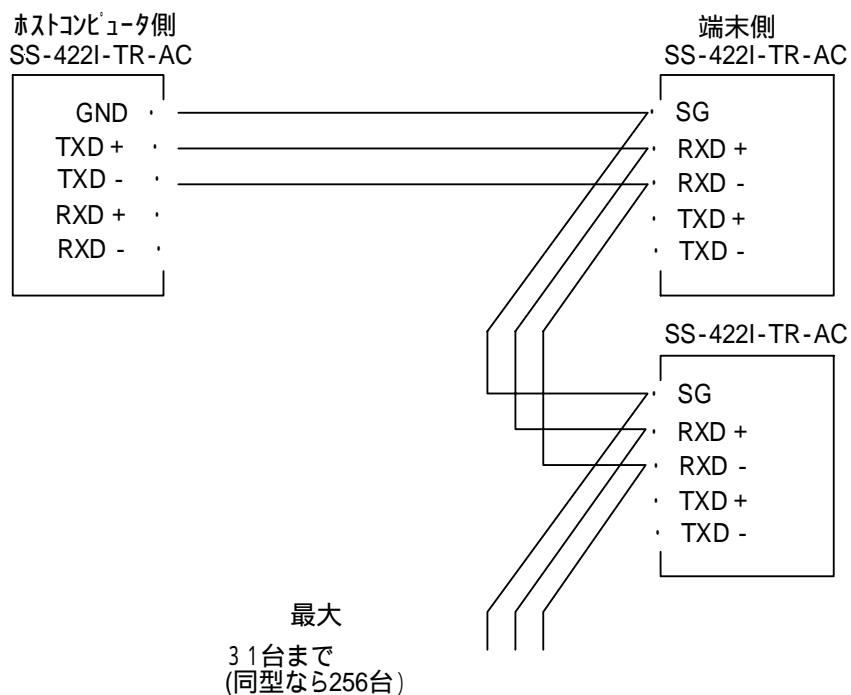 ﾎｽﾄｺﾝﾋﾟｭｰﾀ側
SS-422I-TR-AC
GND
TXD +
TXD -
RXD +
RXD -
端末側
SS-422I-TR-AC
SG
RXD +
RXD -
TXD +
TXD -
SS-422I-TR-AC
SG
RXD +
RXD -
TXD +
TXD -
最大
３１台まで
(同型なら256台)